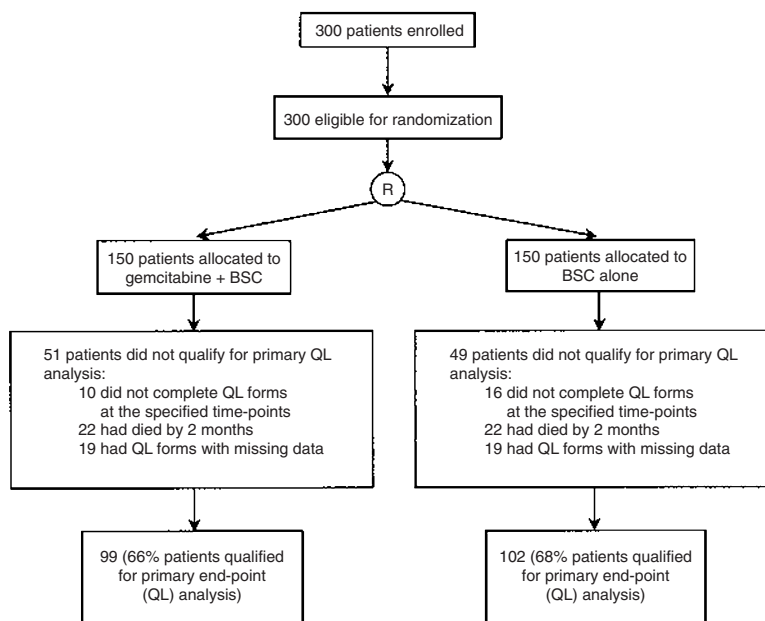 300 patients enrolled
300 eligible for randomization
R
150 patients allocated to
gemcitabine + BSC
150 patients allocated to
BSC alone
51 patients did not qualify for primary QL
analysis:
10 did not complete QL forms
at the specified time-points
22 had died by 2 months
19 had QL forms with missing data
49 patients did not qualify for primary QL
analysis:
16 did not complete QL forms
at the specified time-points
22 had died by 2 months
19 had QL forms with missing data
99 (66% patients qualified
for primary end-point
(QL) analysis)
102 (68% patients qualified
for primary end-point
(QL) analysis)